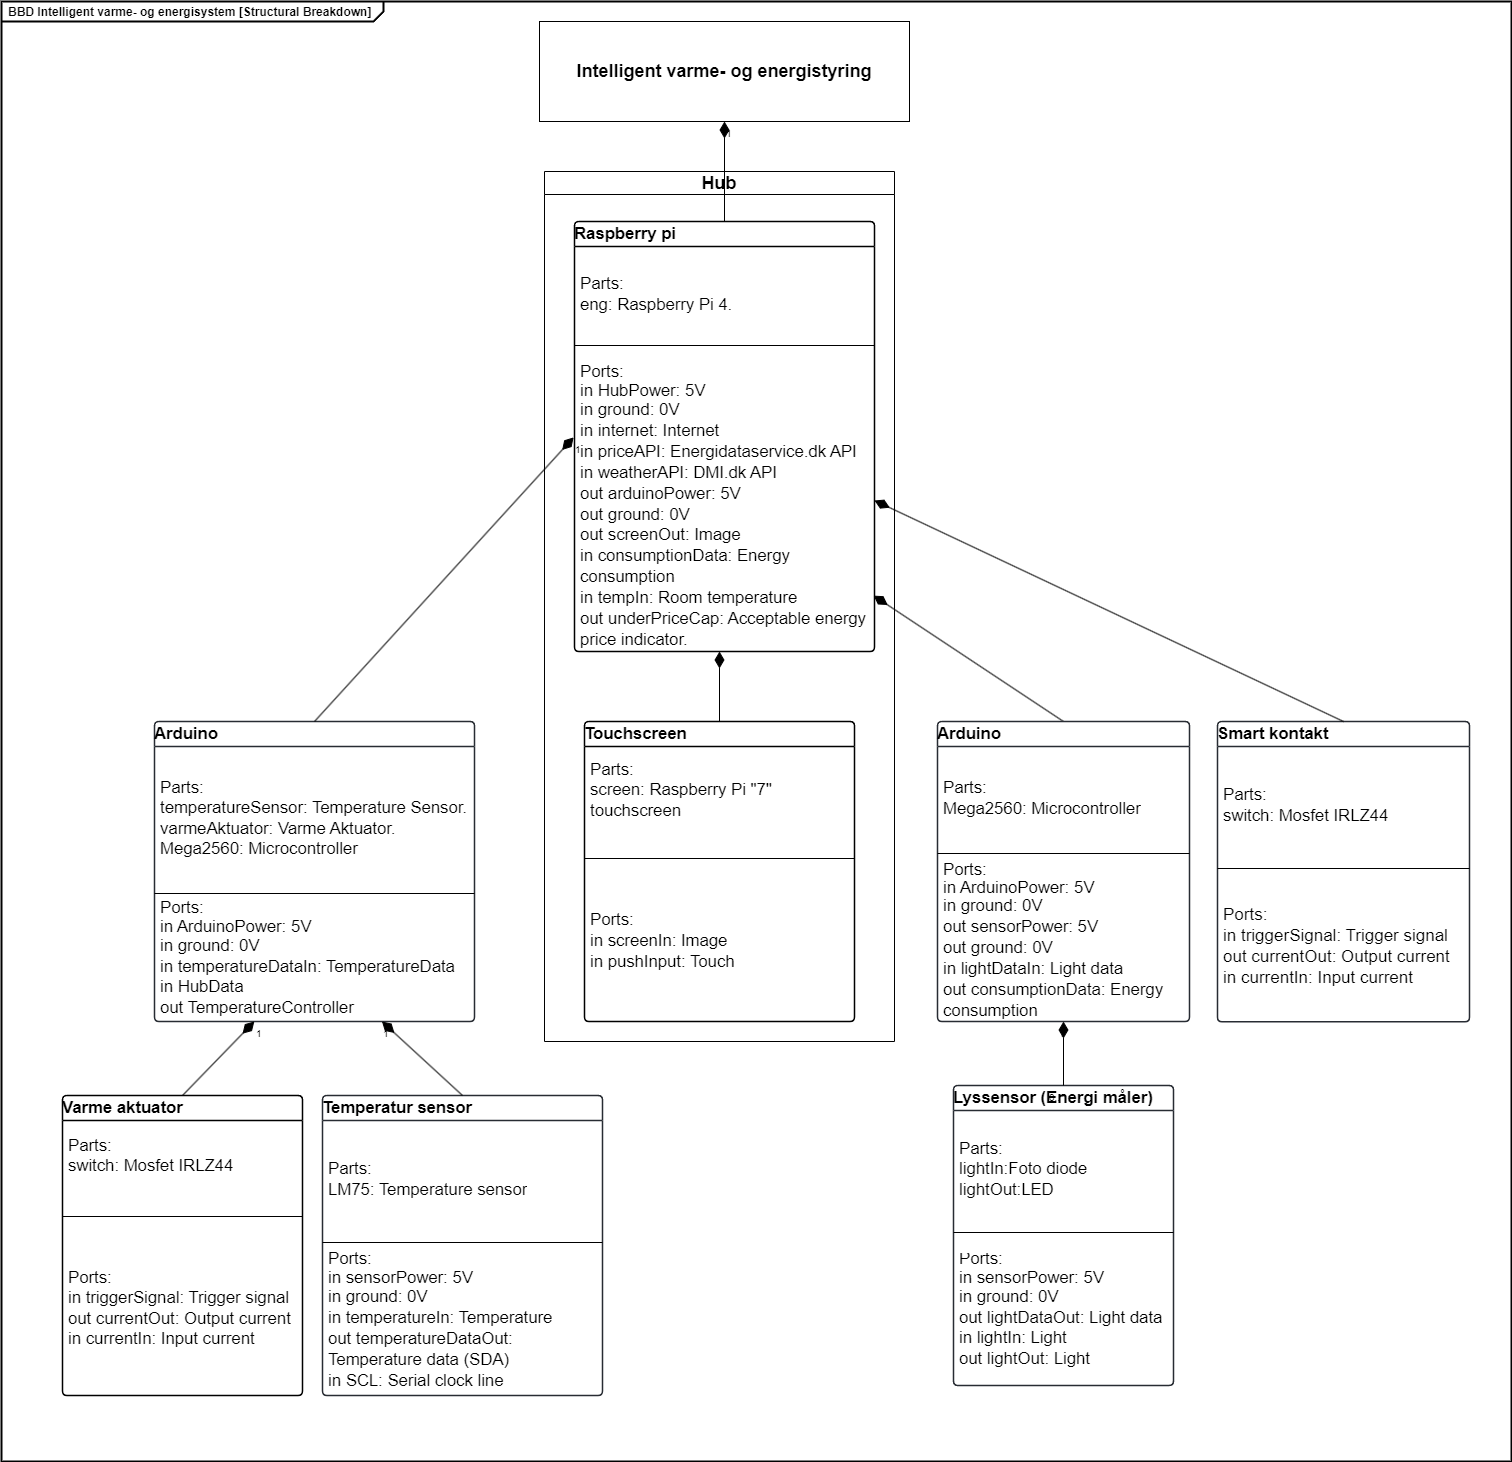 BBD Intelligent varme- og energisystem [Structural Breakdown]
Intelligent varme- og energistyring
1
Hub
Raspberry pi
Parts:
eng: Raspberry Pi 4.
Ports:
in HubPower: 5V
in ground: 0V
in internet: Internet
1
in priceAPI: Energidataservice.dk API
in weatherAPI: DMI.dk API
out arduinoPower: 5V
out ground: 0V
out screenOut: Image
in consumptionData: Energy
consumption
in tempIn: Room temperature
out underPriceCap: Acceptable energy
price indicator.
Arduino
Parts:
temperatureSensor: Temperature Sensor.
varmeAktuator: Varme Aktuator.
Mega2560: Microcontroller
Ports:
in ArduinoPower: 5V
in ground: 0V
in temperatureDataIn: TemperatureData
in HubData
out TemperatureController
1
1
Touchscreen
Parts:
screen: Raspberry Pi "7"
touchscreen
Ports:
in screenIn: Image
in pushInput: Touch
Arduino
Parts:
Mega2560: Microcontroller
Ports:
in ArduinoPower: 5V
in ground: 0V
out sensorPower: 5V
out ground: 0V
in lightDataIn: Light data
out consumptionData: Energy
consumption
Smart kontakt
Parts:
switch: Mosfet IRLZ44
Ports:
in triggerSignal: Trigger signal
out currentOut: Output current
in currentIn: Input current
Varme aktuator
Parts:
switch: Mosfet IRLZ44
Ports:
in triggerSignal: Trigger signal
out currentOut: Output current
in currentIn: Input current
Temperatur sensor
Parts:
LM75: Temperature sensor
Ports:
in sensorPower: 5V
in ground: 0V
in temperatureIn: Temperature
out temperatureDataOut:
Temperature data (SDA)
in SCL: Serial clock line
Lyssensor (Energi måler)
Parts:
lightIn:Foto diode
lightOut:LED
Ports:
in sensorPower: 5V
in ground: 0V
out lightDataOut: Light data
in lightIn: Light
out lightOut: Light